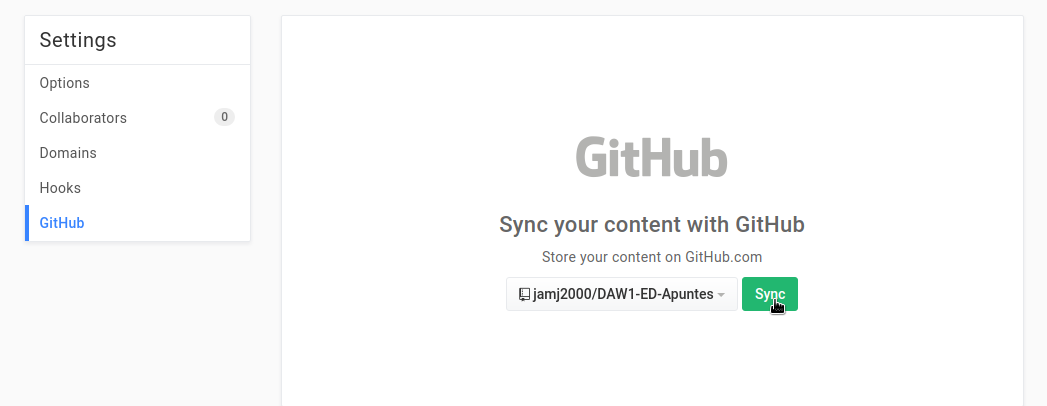 Settings
Options
Collaborators 0
Domains
Hooks
GitHub
GitHub
Sync your content with GitHub
Store your content on GitHub.com
jamj2000/DAW1-ED-Apuntes
Sync